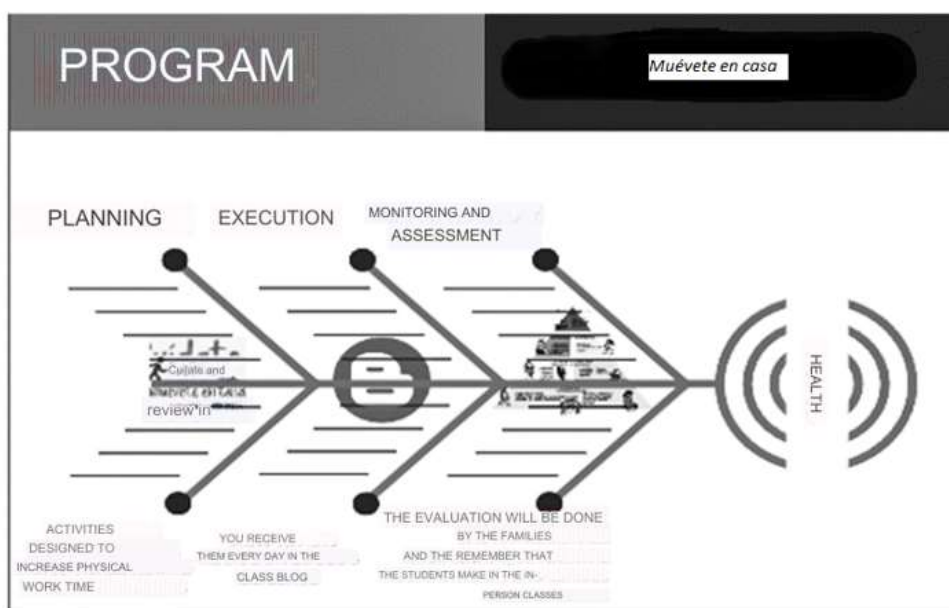 PROGRAM
Muévete en casa
PLANNING
EXECUTION
MONITORING AND
ASSESSMENT
and
review in
HEALTH
ACTIVITIES
DESIGNED TO
INCREASE PHYSICAL
WORK TIME
YOU RECEIVE
THEM EVERY DAY IN THE
CLASS BLOG
THE EVALUATION WILL BE DONE
BY THE FAMILIES
AND THE REMEMBER THAT
THE STUDENTS MAKE IN THE IN-
PERSON CLASSES